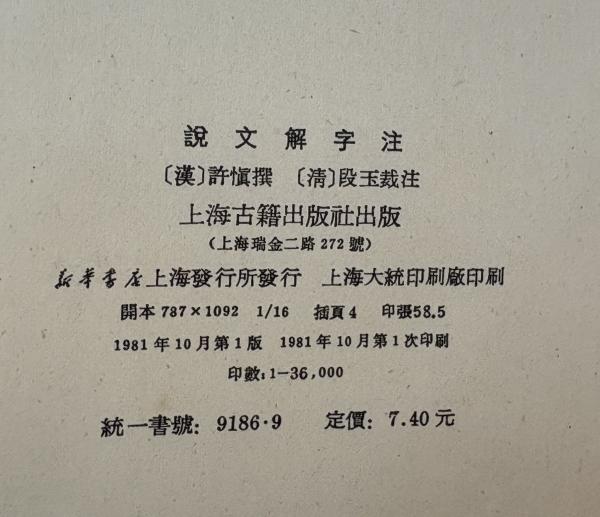 說文解字注
〔漢〕許慎撰 〔清〕段玉裁注
上海古籍出版社出版
(上海瑞金二路272號)
新華書店上海發行所發行 上海大統印刷廠印刷
開本 787×1092 1/16 插頁4 印張58.5
1981年10月第1版 1981年10月第1次印刷
印數:1—36,000
統一書號: 9186·9 定價: 7.40元